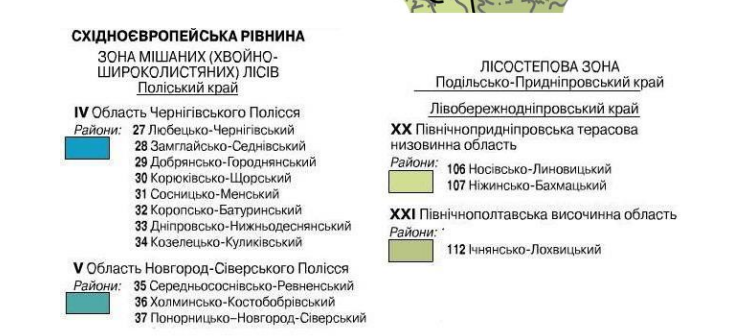 СХІДНОЄВРОПЕЙСЬКА РІВНИНА
ЗОНА МІШАНИХ (ХВОЙНО-
ШИРОКОЛИСТЯНИХ) ЛІСІВ
Поліський край
IV Область Чернігівського Полісся
Райони: 27 Любецько-Чернігівський
28 Замглайсько-Седнівський
29 Добрянсько-Городнянський
30 Корюківсько-Щорський
31 Сосницько-Менський
32 Коропсько-Батуринський
33 Дніпровсько-Нижньодеснянський
34 Козелецько-Куликівський
V Область Новгород-Сіверського Полісся
Райони: 35 Середньососнівсько-Ревненський
36 Холминсько-Костобобрівський
37 Понорницько–Новгород-Сіверський
ЛІСОСТЕПОВА ЗОНА
Подільсько-Придніпровський край
Лівобережнодніпровський край
XX Північнопридніпровська терасова
низовинна область
Райони:
106 Носівсько-Линовицький
107 Ніжинсько-Бахмацький
XXI Північнополтавська височинна область
Райони:
112 Ічнянсько-Лохвицький